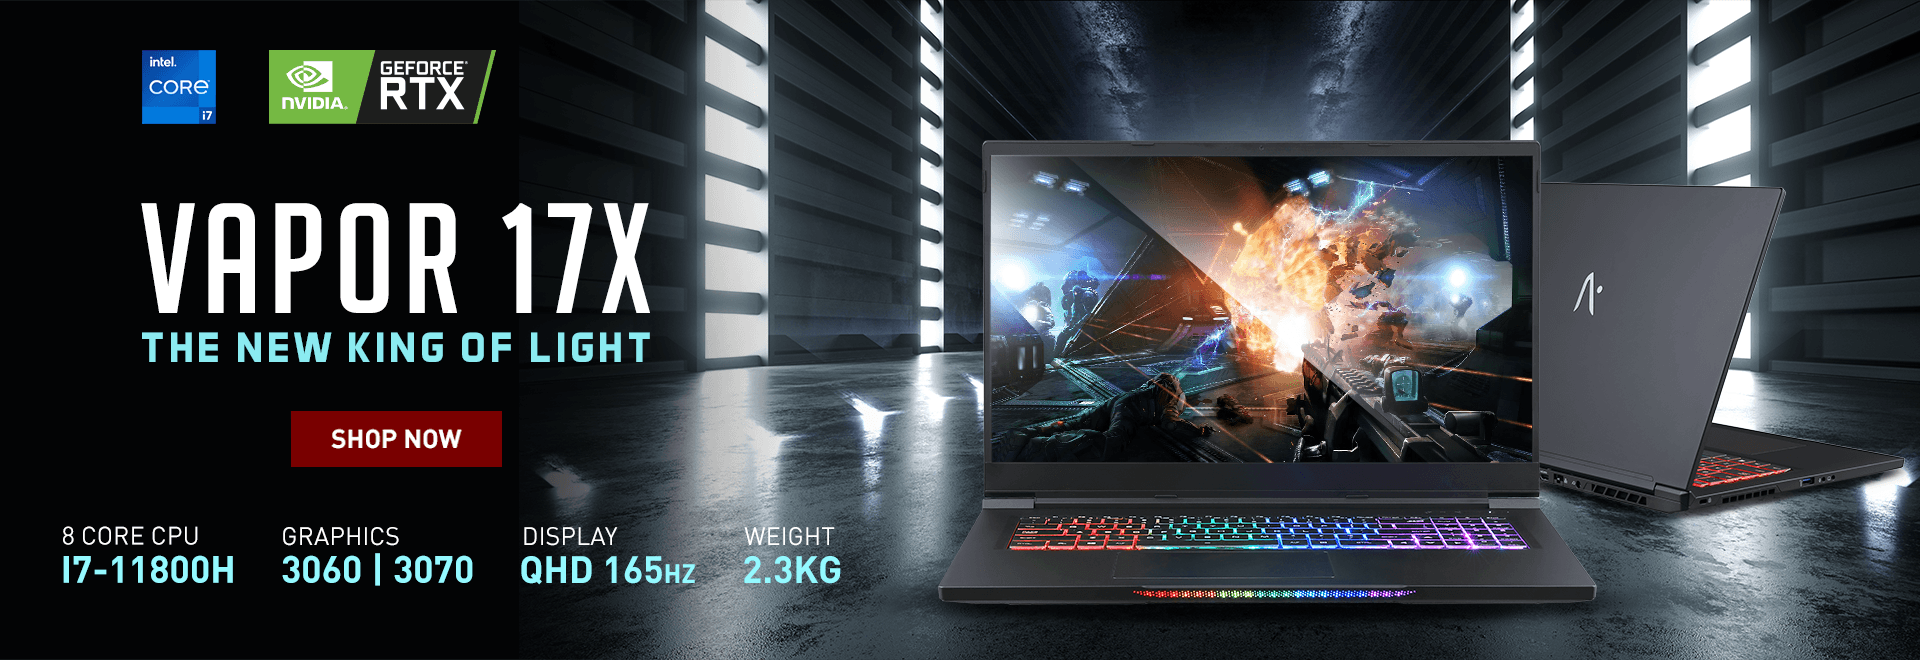 intel.
CORE
i7
NVIDIA.
GEFORCE
RTX
VAPOR 17X
THE NEW KING OF LIGHT
SHOP NOW
8 CORE CPU
I7-11800H
GRAPHICS
3060 | 3070
DISPLAY
QHD 165HZ
WEIGHT
2.3KG